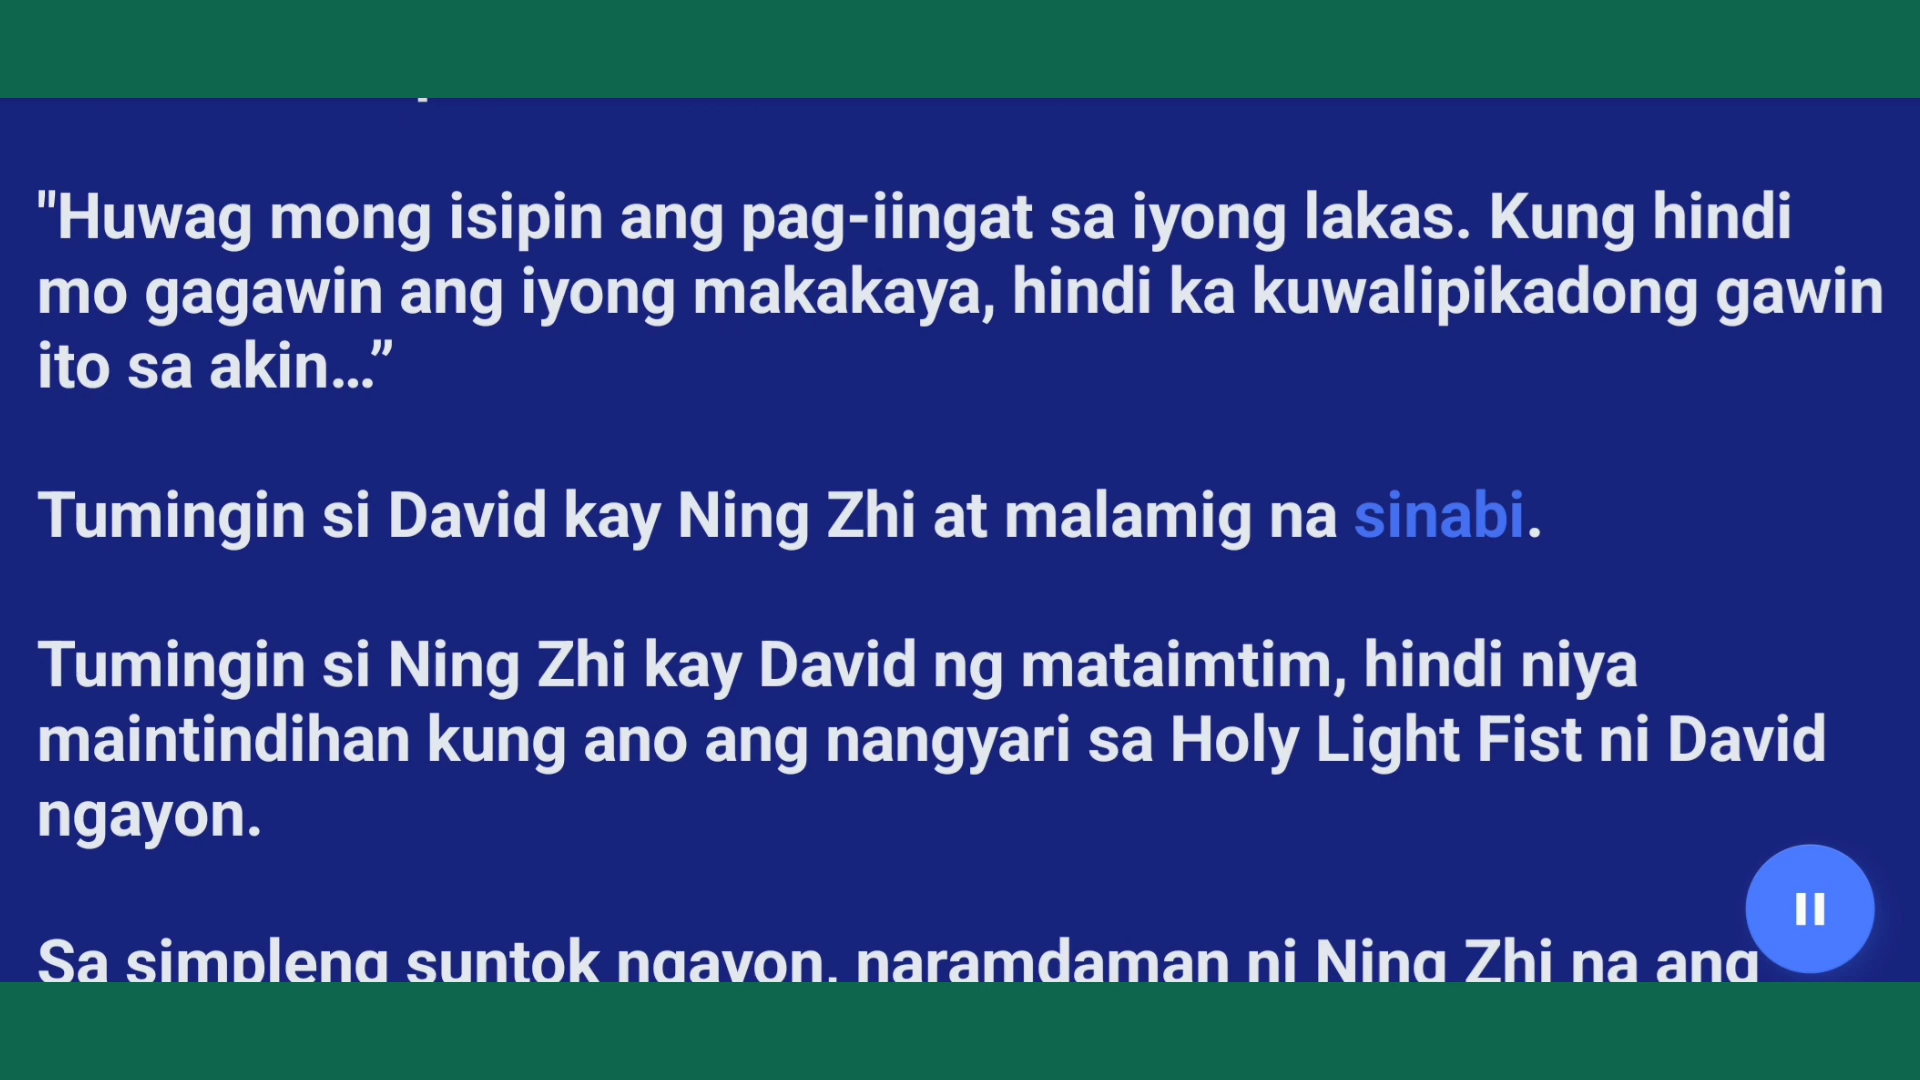 "Huwag mong isipin ang pag-iingat sa iyong lakas. Kung hindi
mo gagawin ang iyong makakaya, hindi ka kuwalipikadong gawin
ito sa akin…”
Tumingin si David kay Ning Zhi at malamig na sinabi.
Tumingin si Ning Zhi kay David ng mataimtim, hindi niya
maintindihan kung ano ang nangyari sa Holy Light Fist ni David
ngayon.
Sa simpleng suntok ngayon, naramdaman ni Ning Zhi na ang